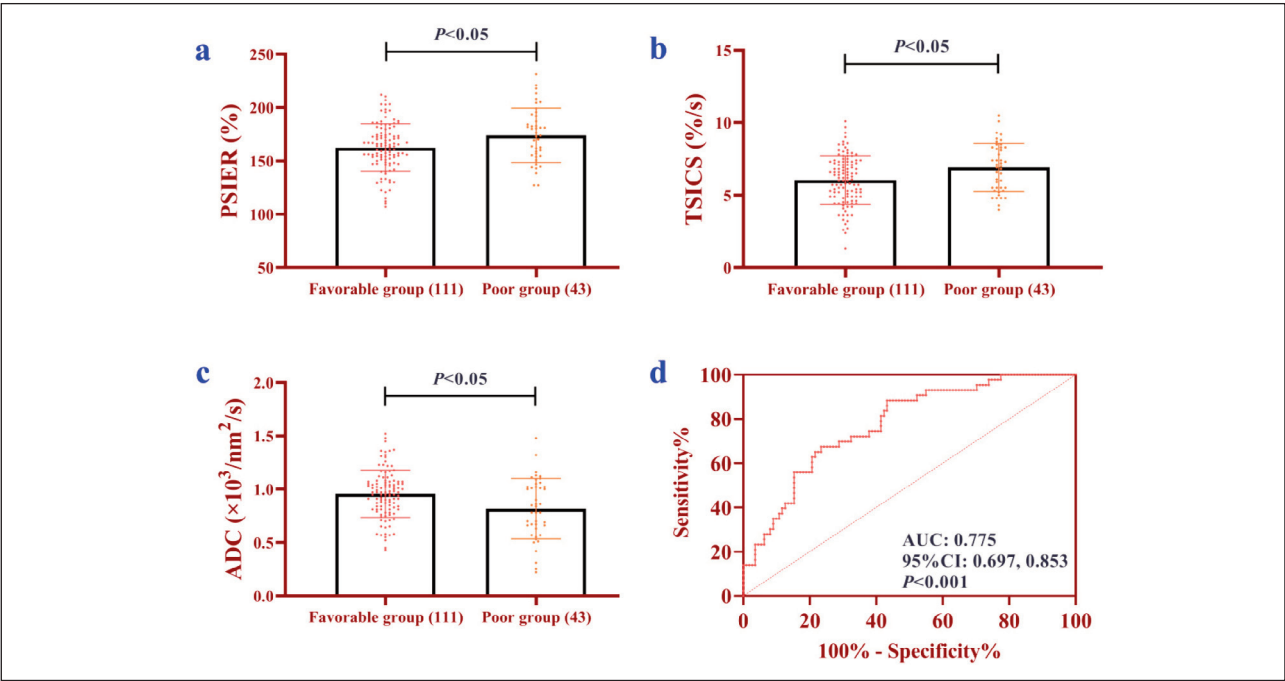 a
P<0.05
PSIER (%)
250
200
150
100
50
Favorable group (111)
Poor group (43)
b
P<0.05
TSICS (%/s)
15
10
5
0
Favorable group (111)
Poor group (43)
c
P<0.05
ADC (×10³/nm²/s)
2.0
1.5
1.0
0.5
0.0
Favorable group (111)
Poor group (43)
d
Sensitivity%
100
80
60
40
20
0
AUC: 0.775
95%CI: 0.697, 0.853
P<0.001
0 20 40 60 80 100
100% - Specificity%